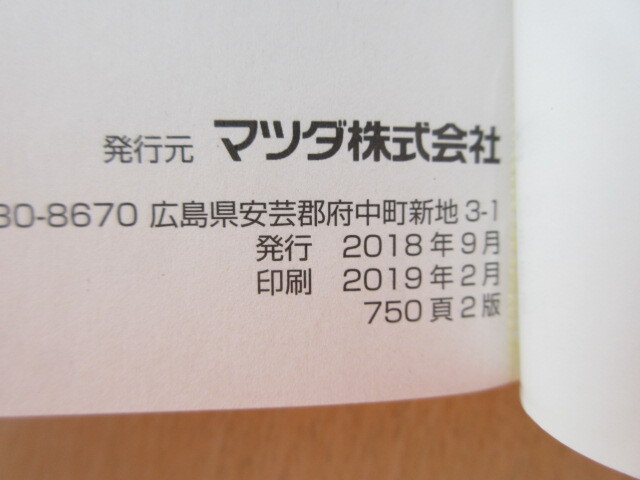 発行元 マツダ株式会社
30-8670 広島県安芸郡府中町新地 3-1
発行 2018年9月
印刷 2019年2月
750頁2版